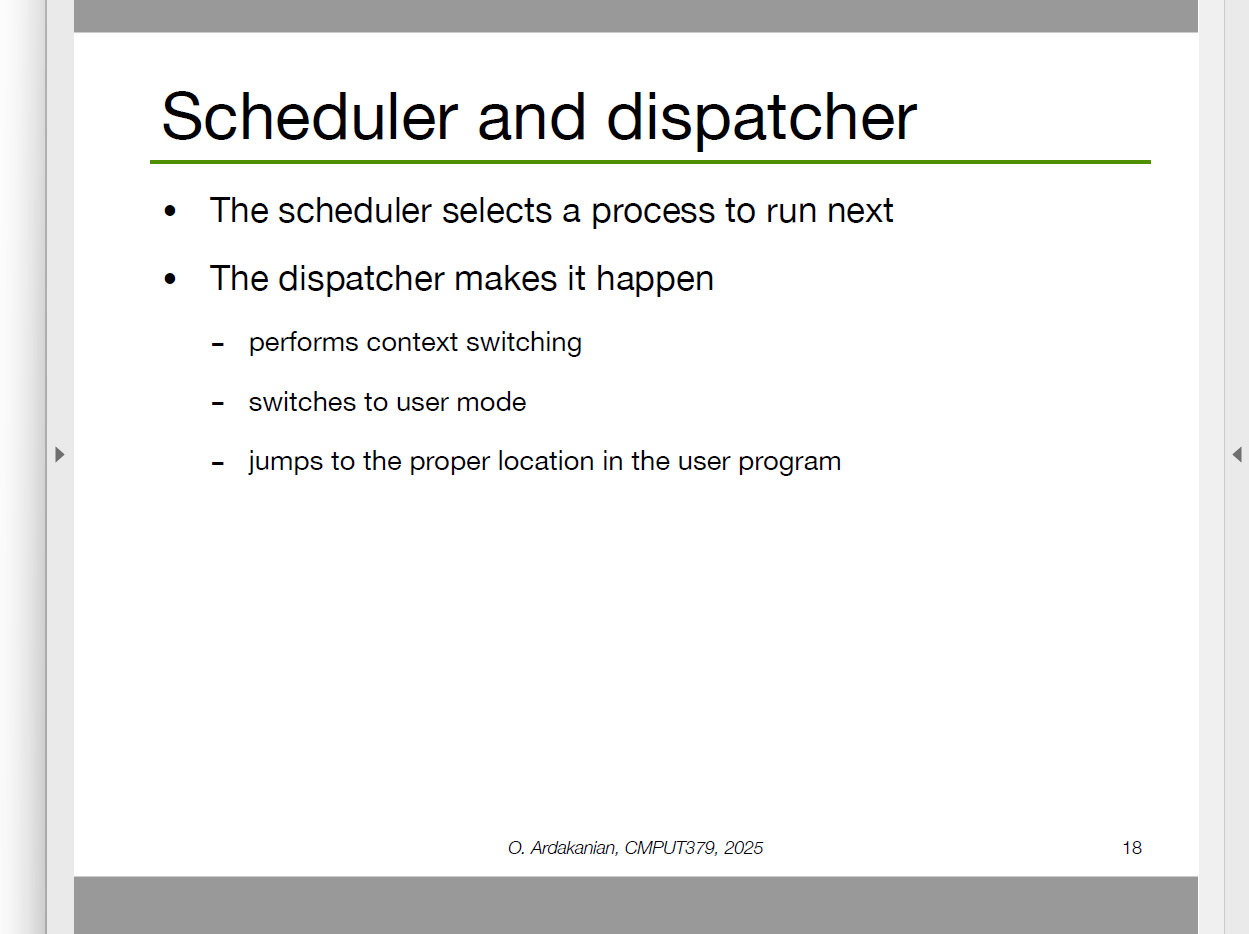 Scheduler and dispatcher
• The scheduler selects a process to run next
• The dispatcher makes it happen
– performs context switching
– switches to user mode
– jumps to the proper location in the user program
O. Ardakanian, CMPUT379, 2025
18